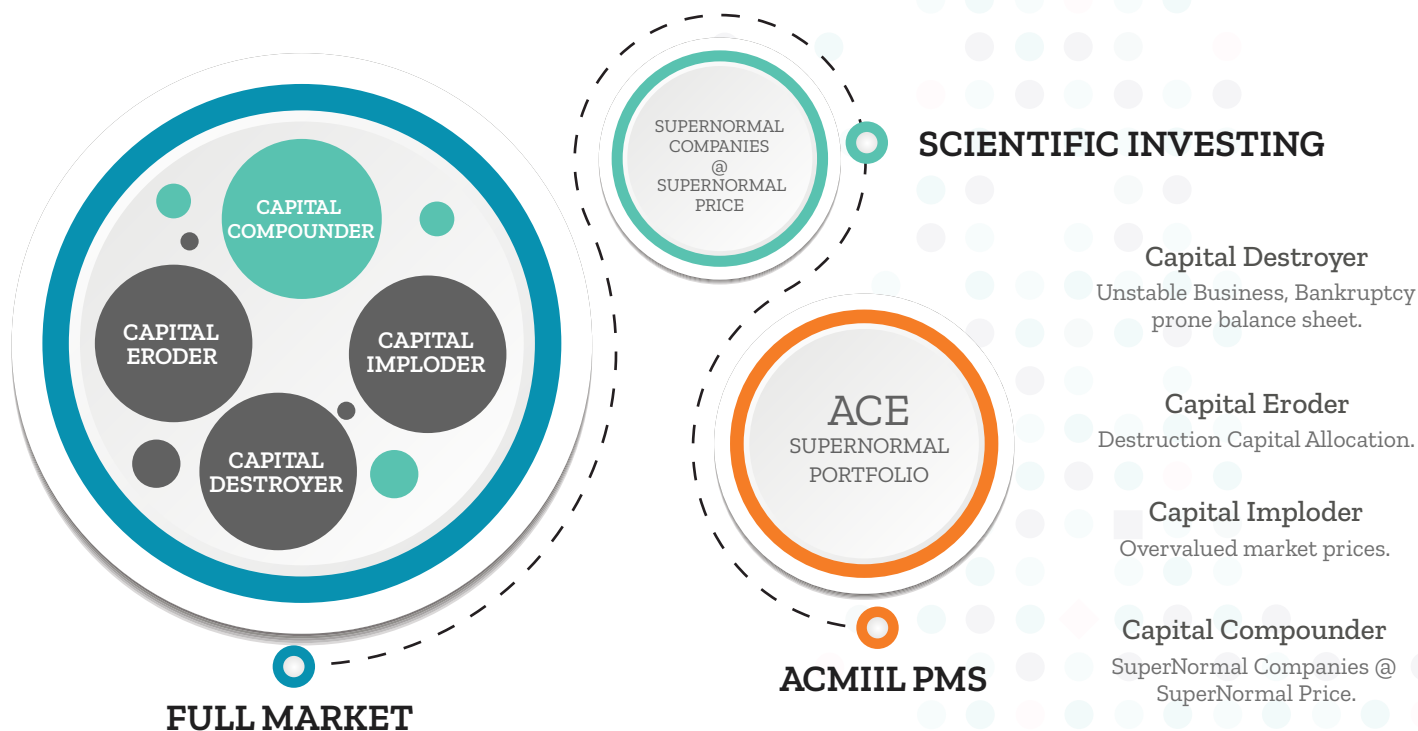 CAPITAL
COMPOUNDER
CAPITAL
ERODER
CAPITAL
IMPLODER
CAPITAL
DESTROYER
FULL MARKET
SUPERNORMAL
COMPANIES
@
SUPERNORMAL
PRICE
SCIENTIFIC INVESTING
ACE
SUPERNORMAL
PORTFOLIO
ACMIIL PMS
Capital Destroyer
Unstable Business, Bankruptcy
prone balance sheet.
Capital Eroder
Destruction Capital Allocation.
Capital Imploder
Overvalued market prices.
Capital Compounder
SuperNormal Companies @
SuperNormal Price.